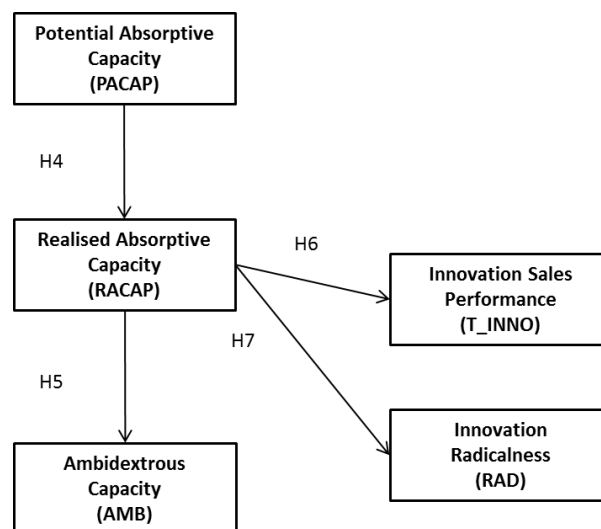 Potential Absorptive
Capacity
(PACAP)
H4
Realised Absorptive
Capacity
(RACAP)
H6
Innovation Sales
Performance
(T_INNO)
H7
H5
Innovation
Radicalness
(RAD)
Ambidextrous
Capacity
(AMB)